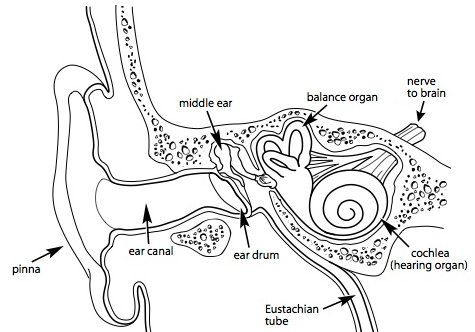 nerve
to brain
middle ear
balance organ
pinna
ear canal
ear drum
cochlea
(hearing organ)
Eustachian
tube